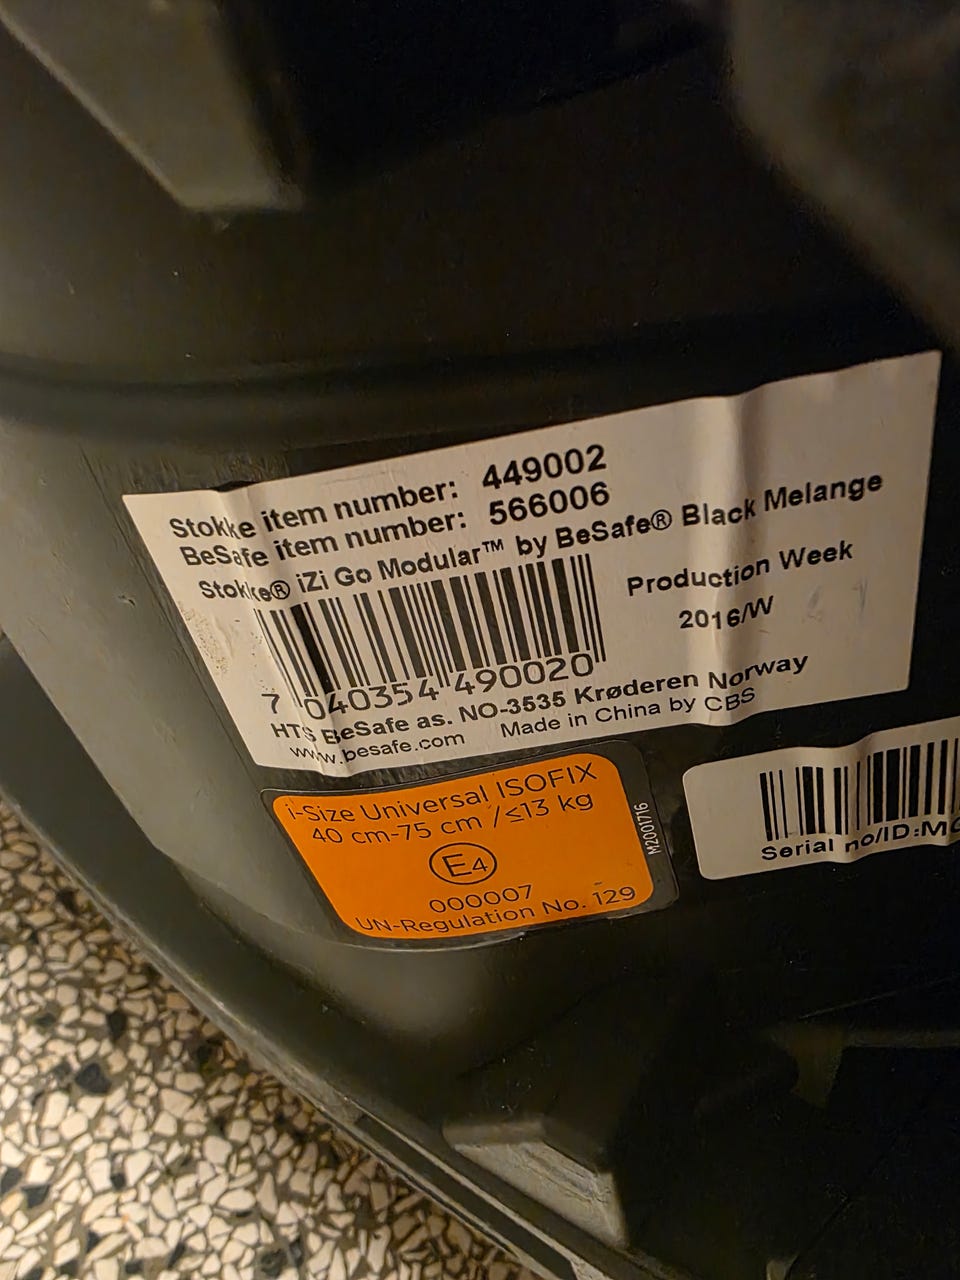 Stokke item number: 449002
BeSafe item number: 566006
Stokke® iZi Go Modular™ by BeSafe® Black Melange
Production Week
2016/W
7 040354 490020
HTS BeSafe as. NO-3535 Krøderen Norway
www.besafe.com Made in China by CBS
i-Size Universal ISOFIX
40 cm-75 cm /≤13 kg
E4
000007
UN-Regulation No. 129
M2001716
Serial no/ID: